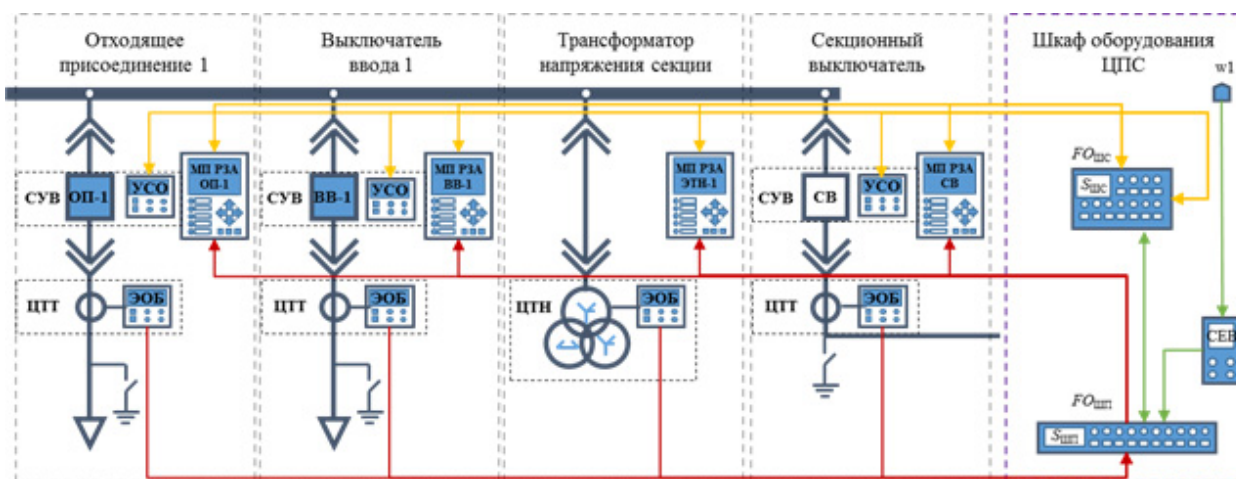 Отходящее
присоединение 1
Выключатель
ввода 1
Трансформатор
напряжения секции
Секционный
выключатель
Шкаф оборудования
ЦПС
w1
СУВ
ОП-1
УСО
МП РЗА
ОП-1
СУВ
ВВ-1
УСО
МП РЗА
ВВ-1
МП РЗА
ЭТН-1
СУВ
СВ
УСО
МП РЗА
СВ
FOшс
Sшс
ЦТТ
ЭОБ
ЦТТ
ЭОБ
ЦТН
ЭОБ
ЦТТ
ЭОБ
СЕВ
FOшп
Sшп